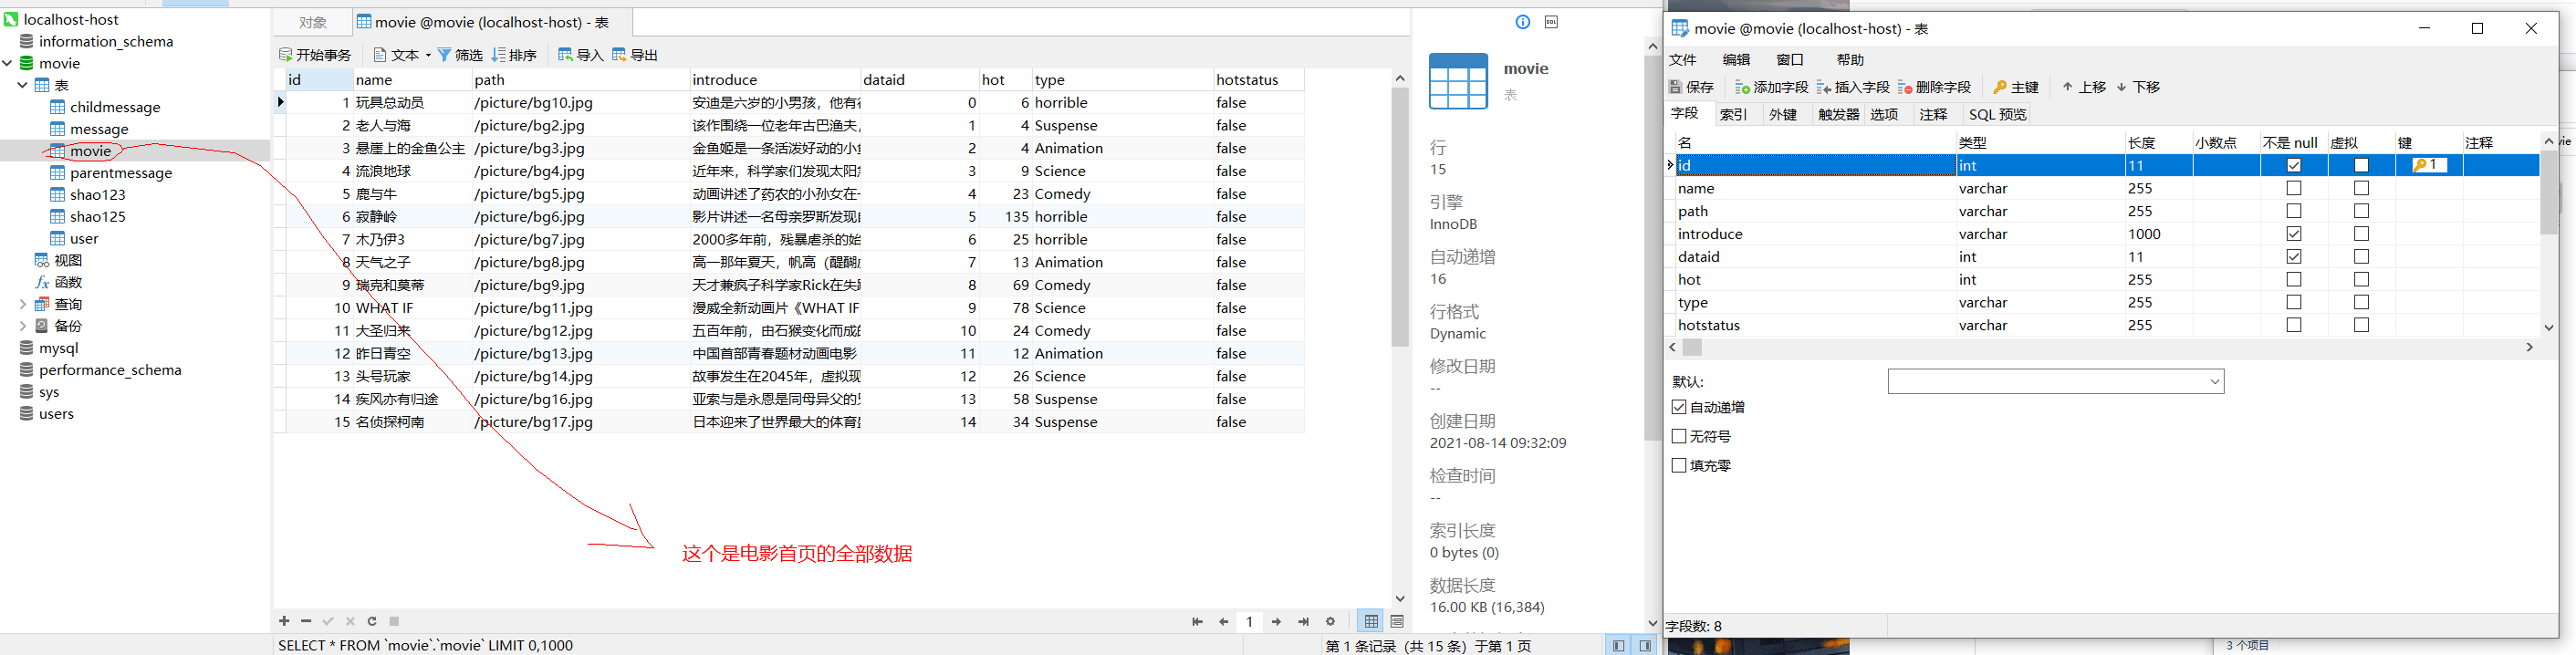 localhost-host
information_schema
movie
表
childmessage
message
movie
parentmessage
shao123
shao125
user
视图
函数
查询
备份
mysql
performance_schema
sys
users
对象 movie @movie (localhost-host) - 表
开始事务 文本 筛选 排序 导入 导出
id name path introduce dataid hot type hotstatus
1 玩具总动员 /picture/bg10.jpg 安迪是六岁的小男孩，他有 0 6 horrible false
2 老人与海 /picture/bg2.jpg 该作围绕一位老年古巴渔夫， 1 4 Suspense false
3 悬崖上的金鱼公主 /picture/bg3.jpg 金鱼姬是一条活泼好动的小 2 4 Animation false
4 流浪地球 /picture/bg4.jpg 近年来，科学家们发现太阳 3 9 Science false
5 鹿与牛 /picture/bg5.jpg 动画讲述了药农的小孙女在 4 23 Comedy false
6 寂静岭 /picture/bg6.jpg 影片讲述一名母亲罗斯发现 5 135 horrible false
7 木乃伊3 /picture/bg7.jpg 2000多年前，残暴虐杀的始 6 25 horrible false
8 天气之子 /picture/bg8.jpg 高一那年夏天，帆高（醍醐 7 13 Animation false
9 瑞克和莫蒂 /picture/bg9.jpg 天才兼疯子科学家Rick在失 8 69 Comedy false
10 WHAT IF /picture/bg11.jpg 漫威全新动画片《WHAT IF 9 78 Science false
11 大圣归来 /picture/bg12.jpg 五百年前，由石猴变化而成 10 24 Comedy false
12 昨日青空 /picture/bg13.jpg 中国首部青春题材动画电影 11 12 Animation false
13 头号玩家 /picture/bg14.jpg 故事发生在2045年，虚拟现 12 26 Science false
14 疾风亦有归途 /picture/bg16.jpg 亚索与是永恩是同母异父的 13 58 Suspense false
15 名侦探柯南 /picture/bg17.jpg 日本迎来了世界最大的体育 14 34 Suspense false
这个是电影首页的全部数据
1
SELECT * FROM `movie`.`movie` LIMIT 0,1000
第 1 条记录（共 15 条）于第 1 页
movie
表
行
15
引擎
InnoDB
自动递增
16
行格式
Dynamic
修改日期
--
创建日期
2021-08-14 09:32:09
检查时间
--
索引长度
0 bytes (0)
数据长度
16.00 KB (16,384)
movie @movie (localhost-host) - 表
文件 编辑 窗口 帮助
保存 添加字段 插入字段 删除字段 主键 上移 下移
字段 索引 外键 触发器 选项 注释 SQL 预览
名 类型 长度 小数点 不是 null 虚拟 键 注释
id int 11 1
name varchar 255
path varchar 255
introduce varchar 1000
dataid int 11
hot int 255
type varchar 255
hotstatus varchar 255
默认:
自动递增
无符号
填充零
字段数: 8
3 个项目